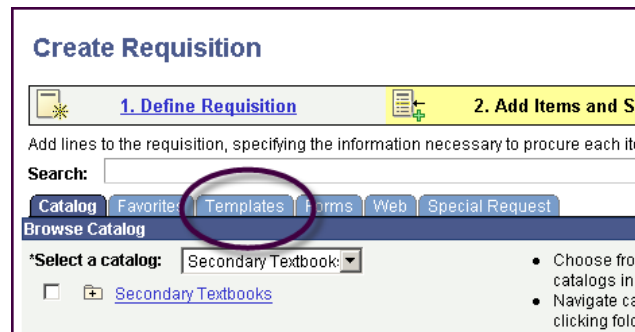 Create Requisition
1. Define Requisition 2. Add Items and S
Add lines to the requisition, specifying the information necessary to procure each it
Search:
Catalog Favorites Templates Forms Web Special Request
Browse Catalog
*Select a catalog: Secondary Textbook
Secondary Textbooks
Choose fro
catalogs in
Navigate ca
clicking fold